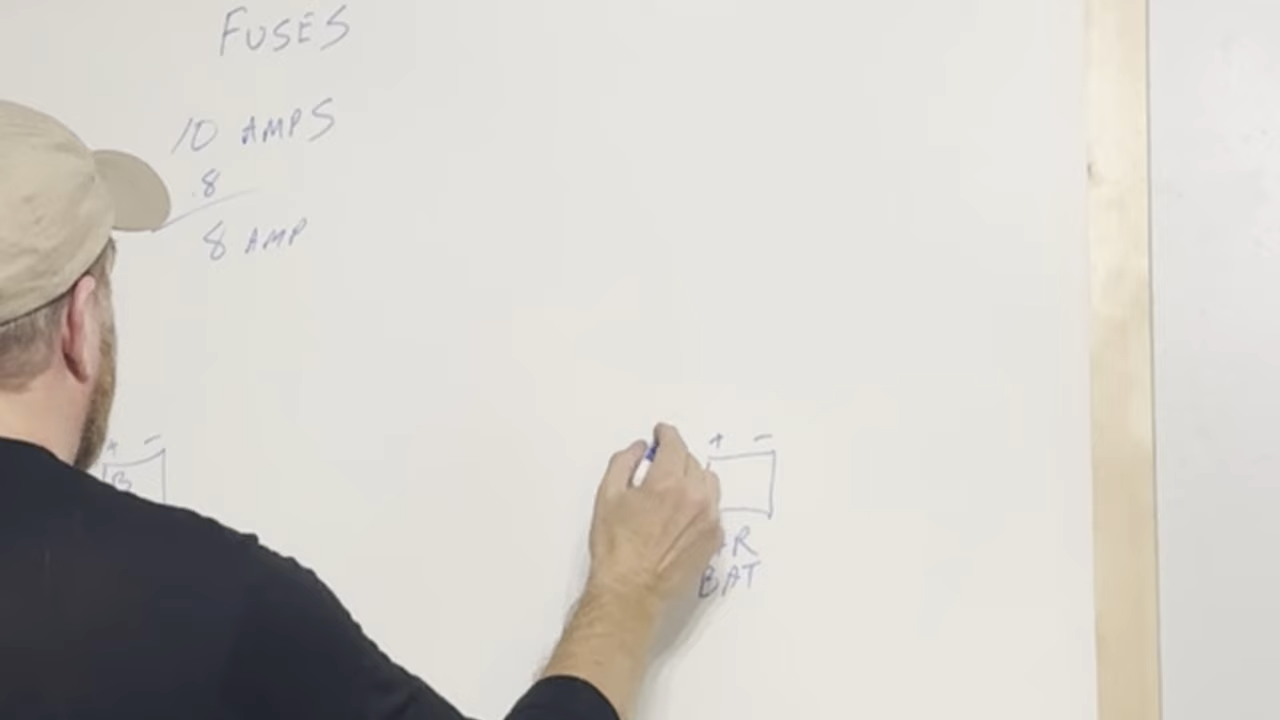 FUSES
10 AMPS
.8
8 AMP
+ -
B
+ -
R
BAT